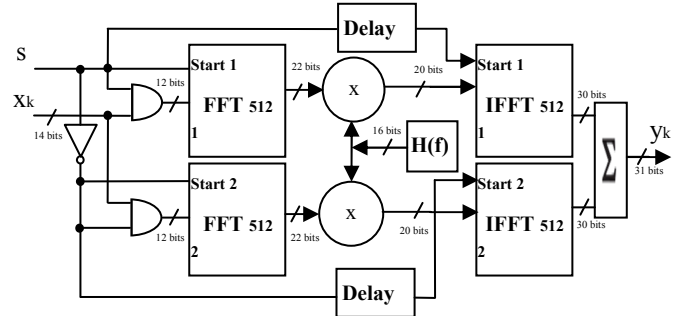 Delay
S
Start 1
22 bits
20 bits
Start 1
12 bits
FFT 512
x
IFFT 512
30 bits
xk
14 bits
1
16 bits
H(f)
1
Σ
yk
31 bits
Start 2
Start 2
FFT 512
x
IFFT 512
12 bits
22 bits
20 bits
30 bits
2
2
Delay